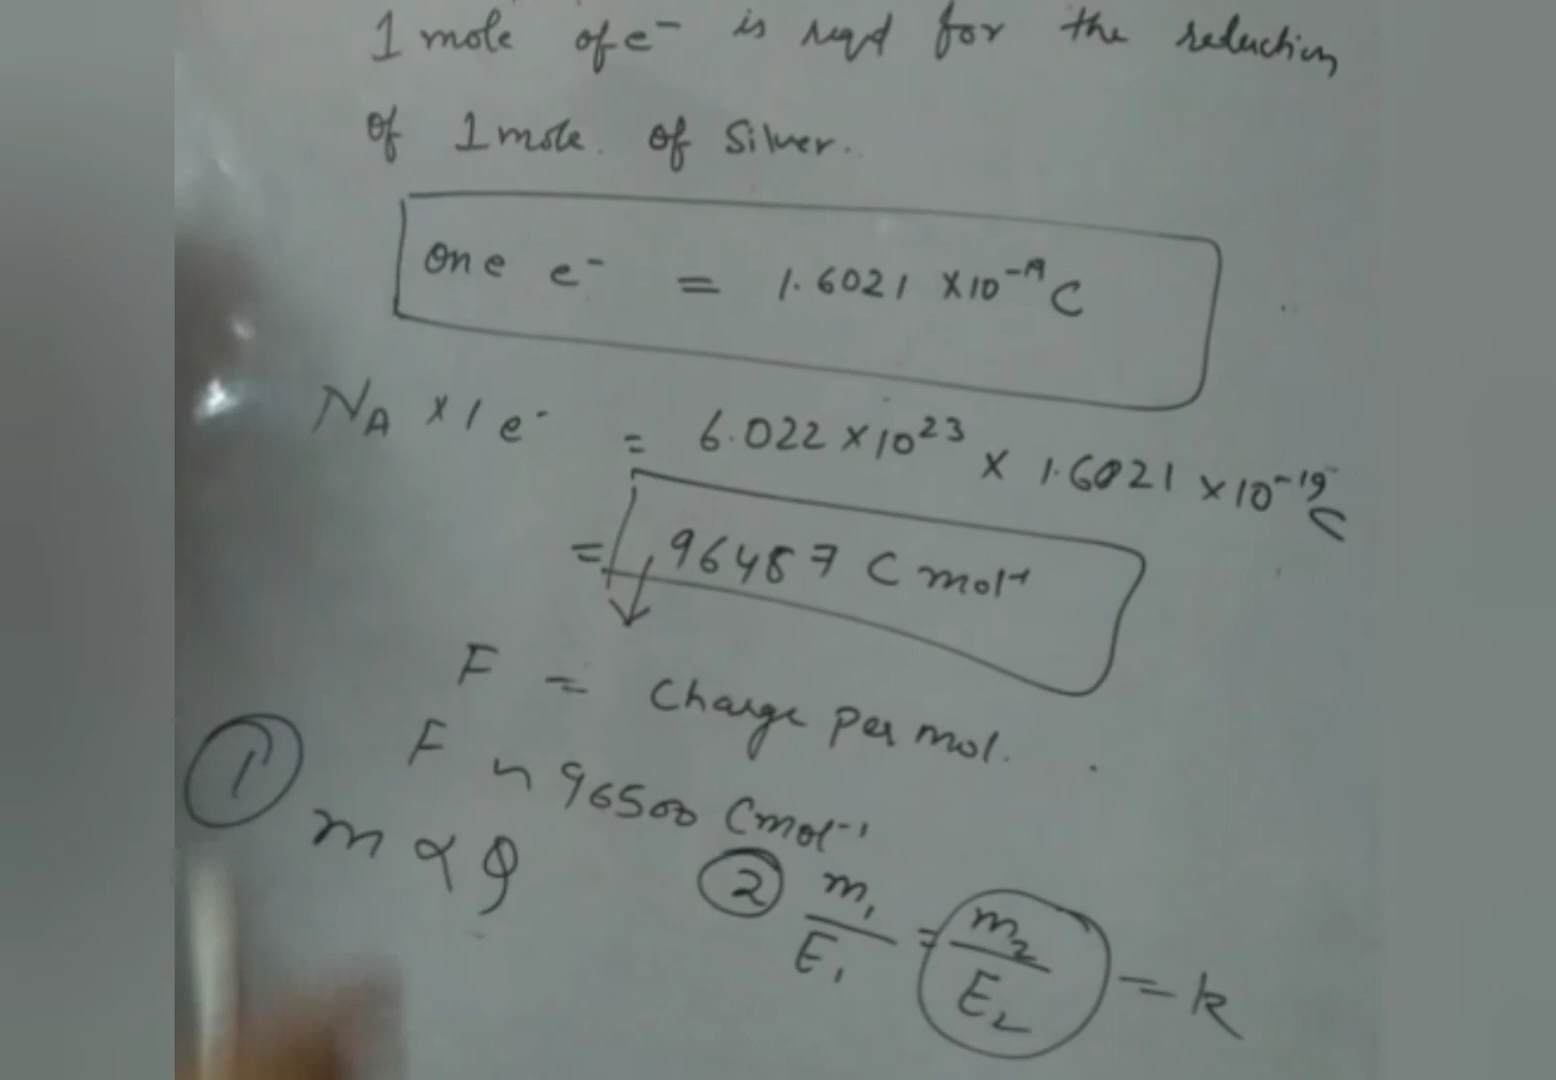 1 mole of e⁻ is reqd for the reduction
of 1 mole. of Silver.
One e⁻ = 1.6021 ×10⁻¹⁹ C
N_A × 1 e⁻ = 6.022 × 10²³ × 1.6021 × 10⁻¹⁹ C
= 96487 C mol⁻¹
F = Charge per mol.
F ~ 96500 C mol⁻¹
① m ∝ Q
② m₁/E₁ = m₂/E₂ = k